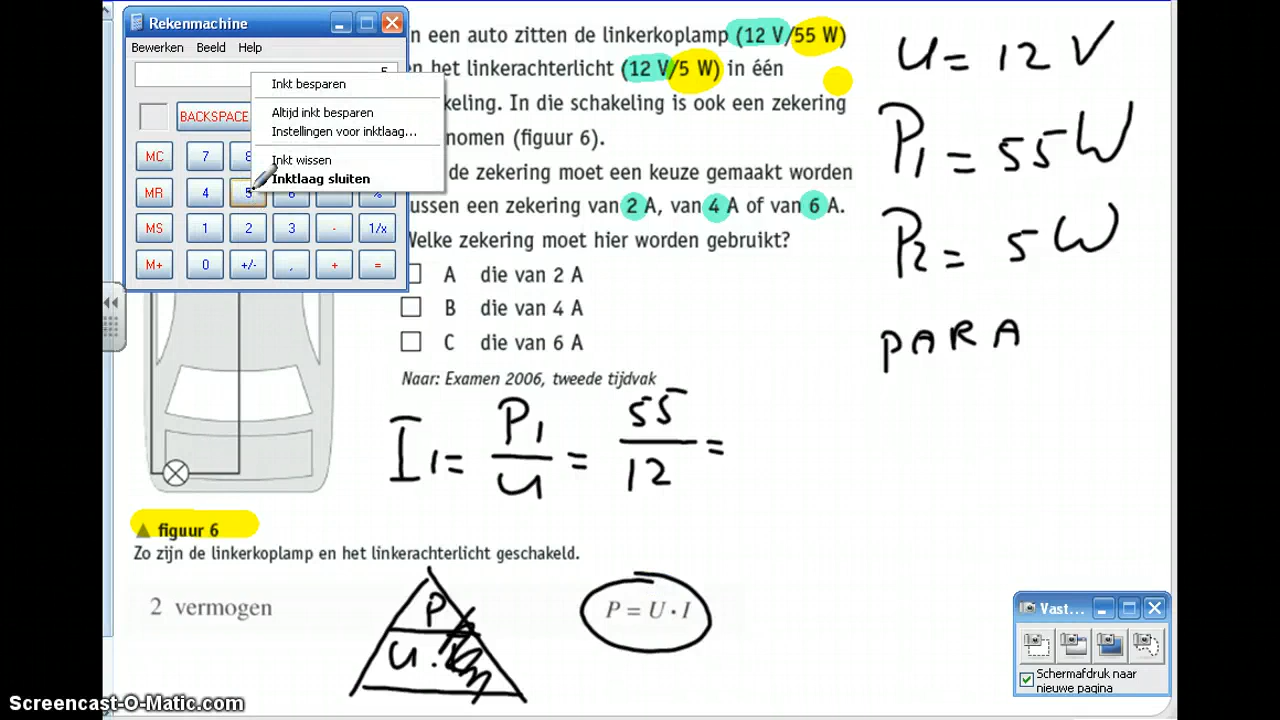 Rekenmachine
Bewerken Beeld Help
5
Inkt besparen
Altijd inkt besparen
Instellingen voor inktlaag...
Inkt wissen
Inktlaag sluiten
BACKSPACE
MC 7 8
MR 4 5 6 %
MS 1 2 3 - 1/x
M+ 0 +/- , + =
n een auto zitten de linkerkoplamp (12 V/55 W)
en het linkerachterlicht (12 V/5 W) in één
keling. In die schakeling is ook een zekering
nomen (figuur 6).
de zekering moet een keuze gemaakt worden
ussen een zekering van 2 A, van 4 A of van 6 A.
Welke zekering moet hier worden gebruikt?
A die van 2 A
B die van 4 A
C die van 6 A
Naar: Examen 2006, tweede tijdvak
U = 12 V
P1 = 55 W
P2 = 5 W
PARA
I1 = P1/U = 55/12 =
▲ figuur 6
Zo zijn de linkerkoplamp en het linkerachterlicht geschakeld.
2 vermogen
P
U .
P = U · I
Vast...
Schermafdruk naar
nieuwe pagina
Screencast-O-Matic.com